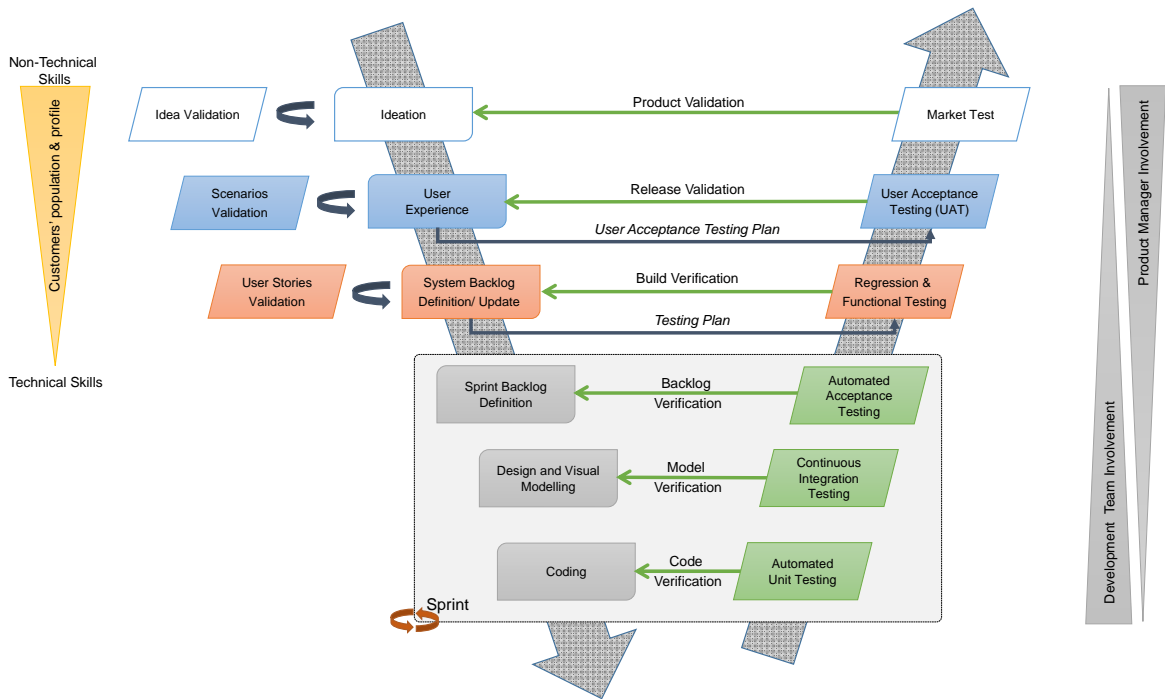 Non-Technical
Skills
Customers' population & profile
Technical Skills
Idea Validation
Ideation
Product Validation
Market Test
Scenarios
Validation
User
Experience
Release Validation
User Acceptance
Testing (UAT)
User Acceptance Testing Plan
User Stories
Validation
System Backlog
Definition/ Update
Build Verification
Regression &
Functional Testing
Testing Plan
Sprint Backlog
Definition
Backlog
Verification
Automated
Acceptance
Testing
Design and Visual
Modelling
Model
Verification
Continuous
Integration
Testing
Coding
Code
Verification
Automated
Unit Testing
Sprint
Development Team Involvement
Product Manager Involvement